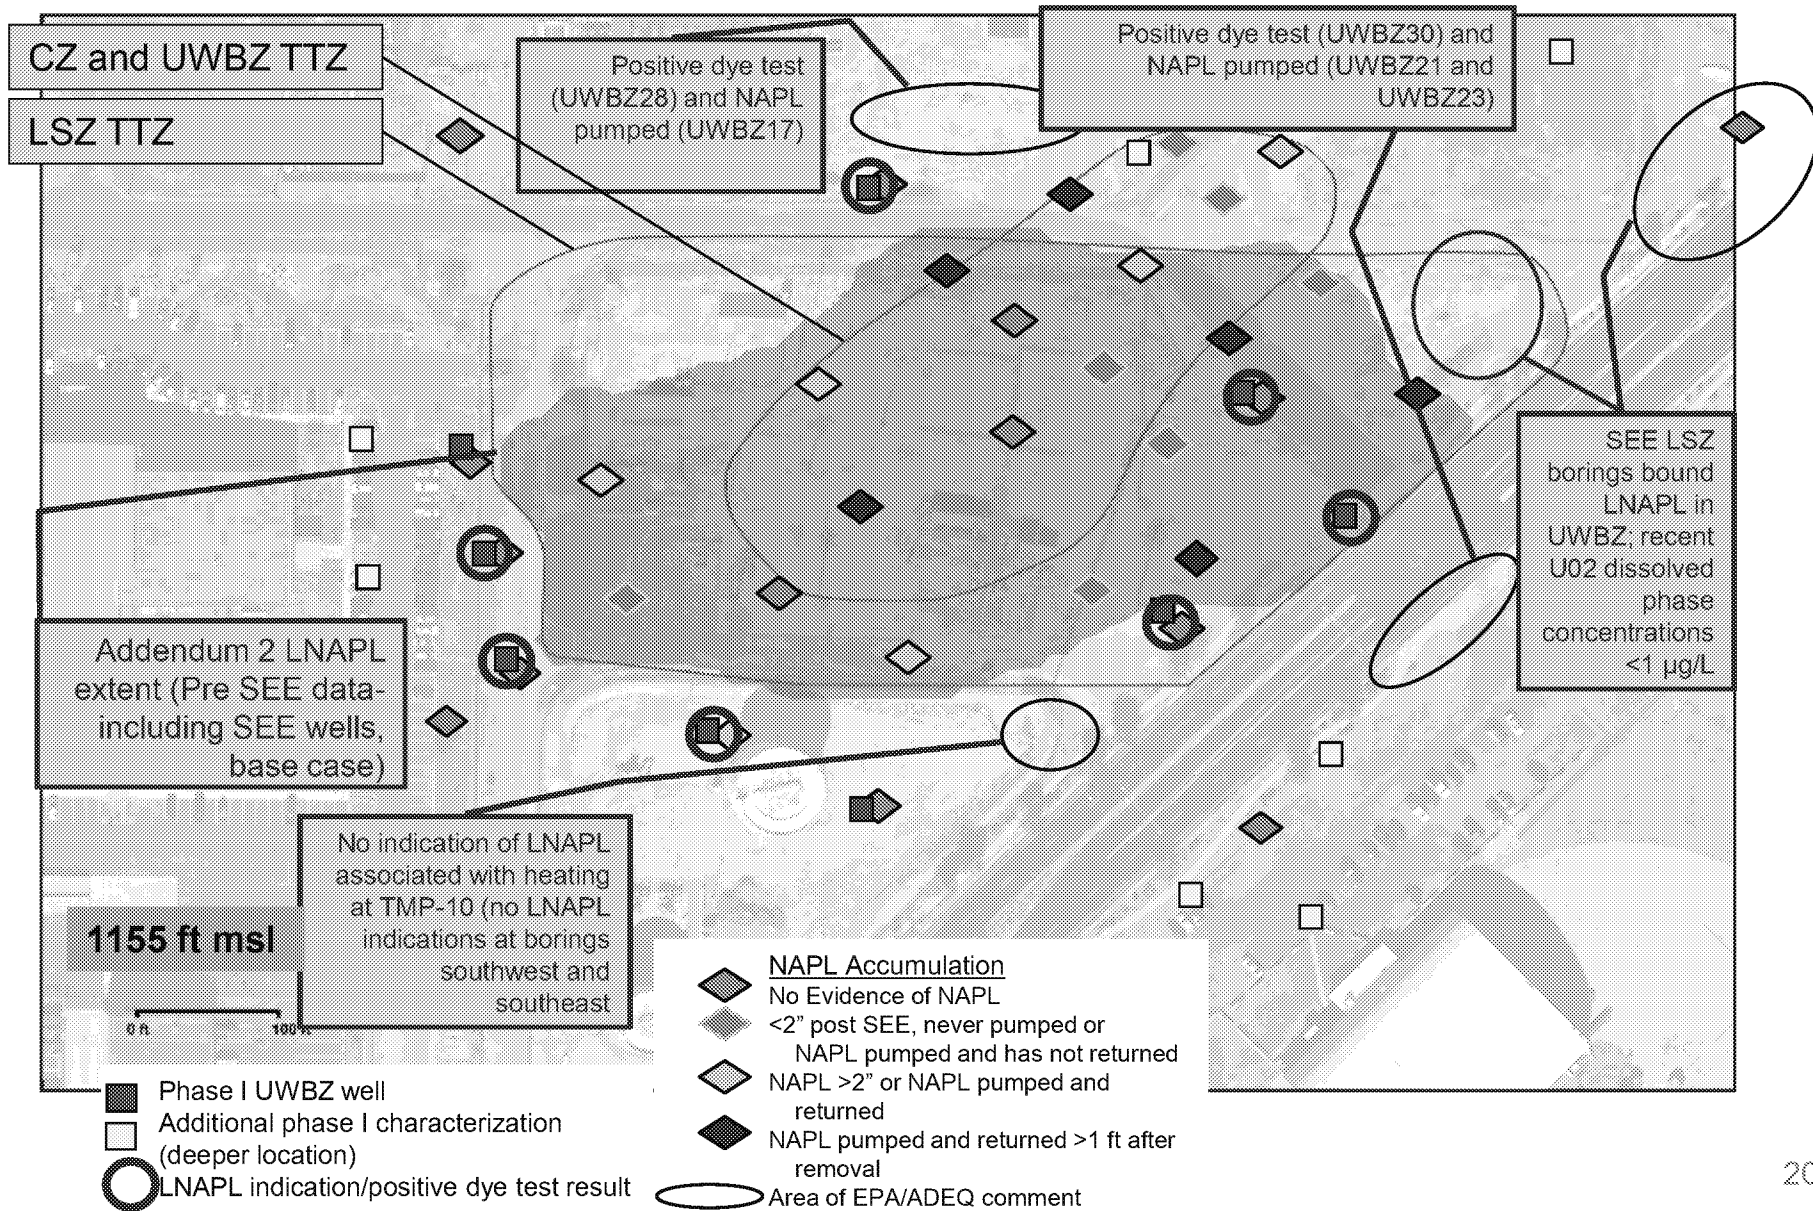 CZ and UWBZ TTZ
LSZ TTZ
Positive dye test
(UWBZ28) and NAPL
pumped (UWBZ17)
Positive dye test (UWBZ30) and
NAPL pumped (UWBZ21 and
UWBZ23)
SEE LSZ
borings bound
LNAPL in
UWBZ; recent
U02 dissolved
phase
concentrations
<1 µg/L
Addendum 2 LNAPL
extent (Pre SEE data-
including SEE wells,
base case)
No indication of LNAPL
associated with heating
at TMP-10 (no LNAPL
indications at borings
southwest and
southeast
1155 ft msl
0 ft 100 ft
Phase I UWBZ well
Additional phase I characterization
(deeper location)
LNAPL indication/positive dye test result
NAPL Accumulation
No Evidence of NAPL
<2” post SEE, never pumped or
NAPL pumped and has not returned
NAPL >2” or NAPL pumped and
returned
NAPL pumped and returned >1 ft after
removal
Area of EPA/ADEQ comment
20